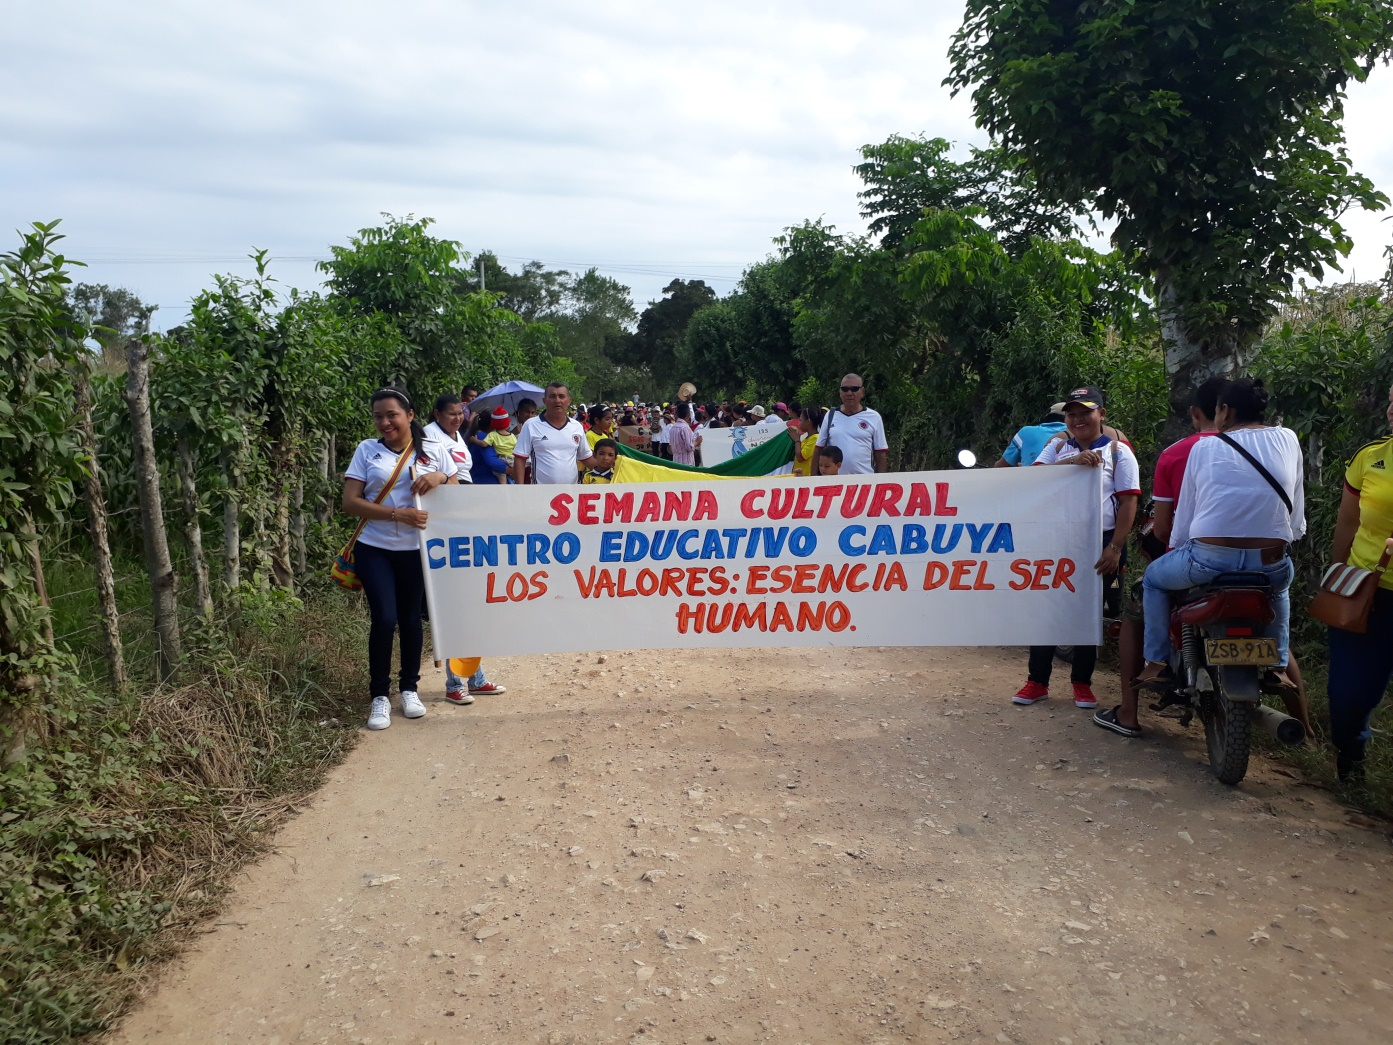 SEMANA CULTURAL
CENTRO EDUCATIVO CABUYA
LOS VALORES: ESENCIA DEL SER
HUMANO.
ZSB 91A